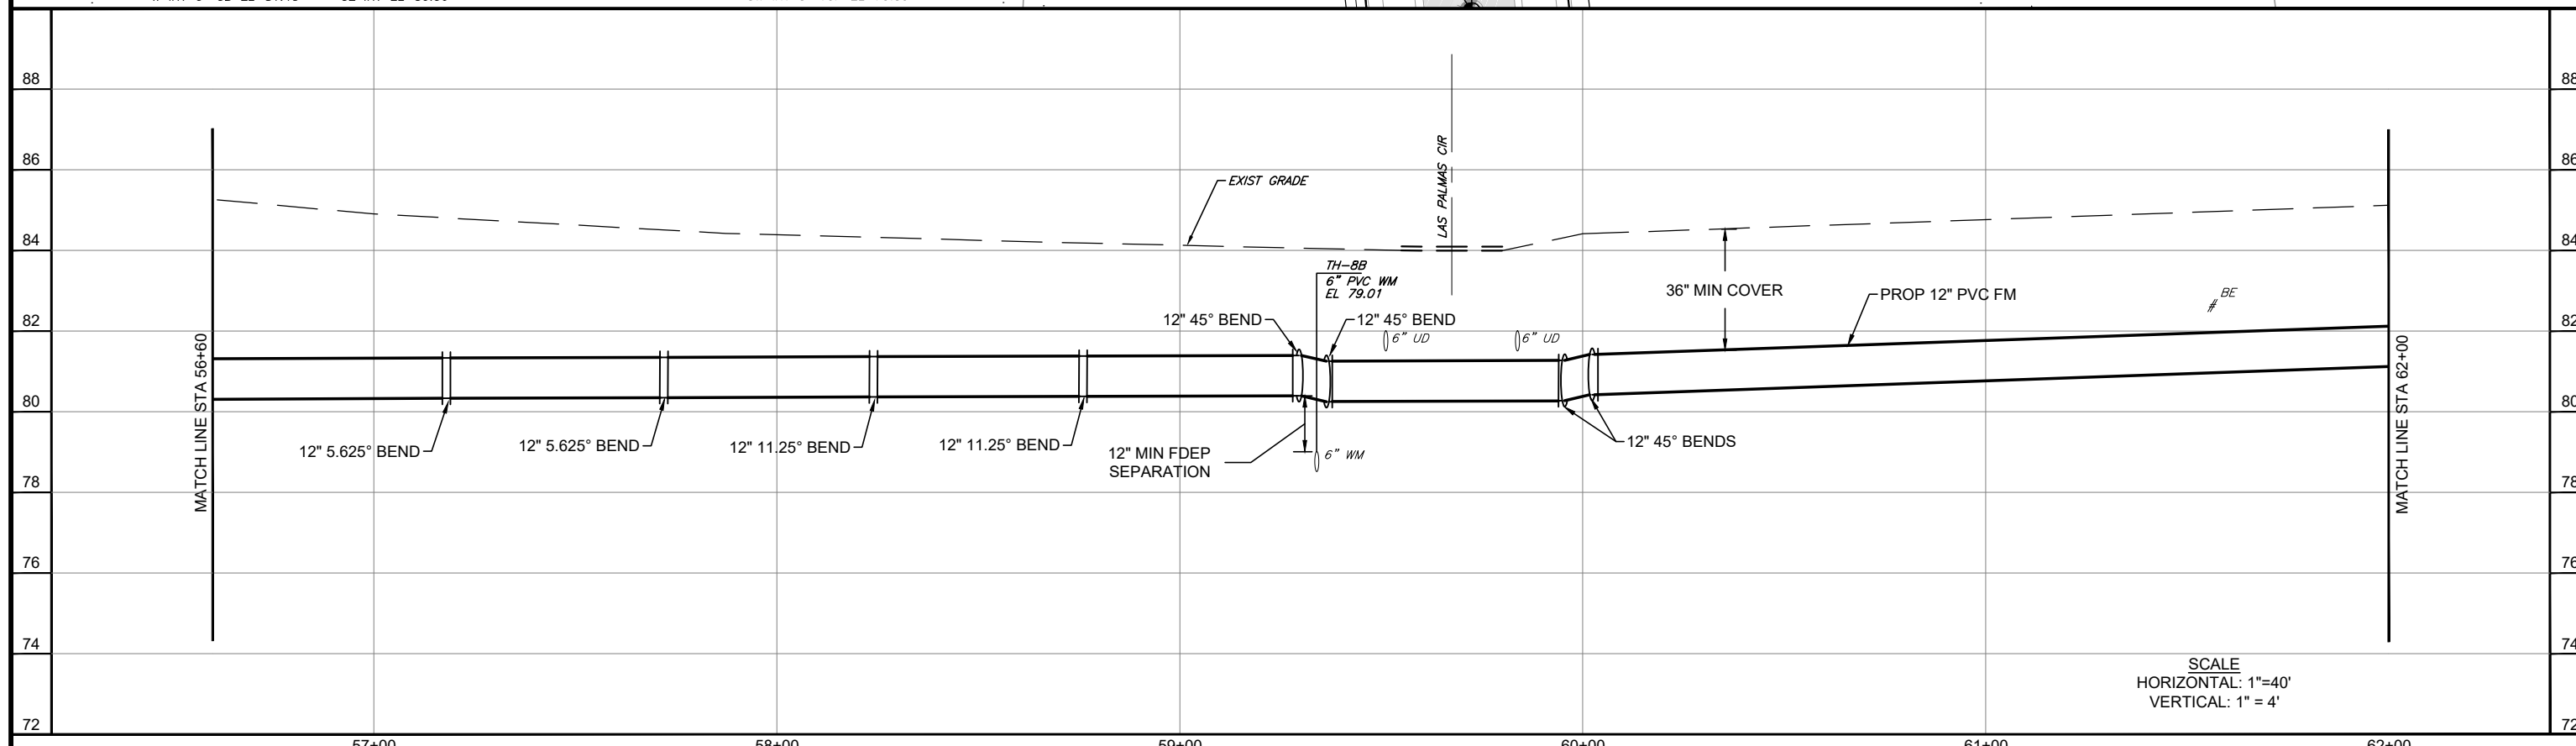 88
88
86
86
84
84
82
82
80
80
78
78
76
76
74
74
72
72
MATCH LINE STA 56+60
EXIST GRADE
LAS PALMAS CIR
TH-8B
6" PVC WM
EL 79.01
12" 45° BEND
12" 45° BEND
6" UD
6" UD
36" MIN COVER
PROP 12" PVC FM
BE
MATCH LINE STA 62+00
12" 5.625° BEND
12" 5.625° BEND
12" 11.25° BEND
12" 11.25° BEND
12" MIN FDEP
SEPARATION
6" WM
12" 45° BENDS
SCALE
HORIZONTAL: 1"=40'
VERTICAL: 1" = 4'
57+00
58+00
59+00
60+00
61+00
62+00